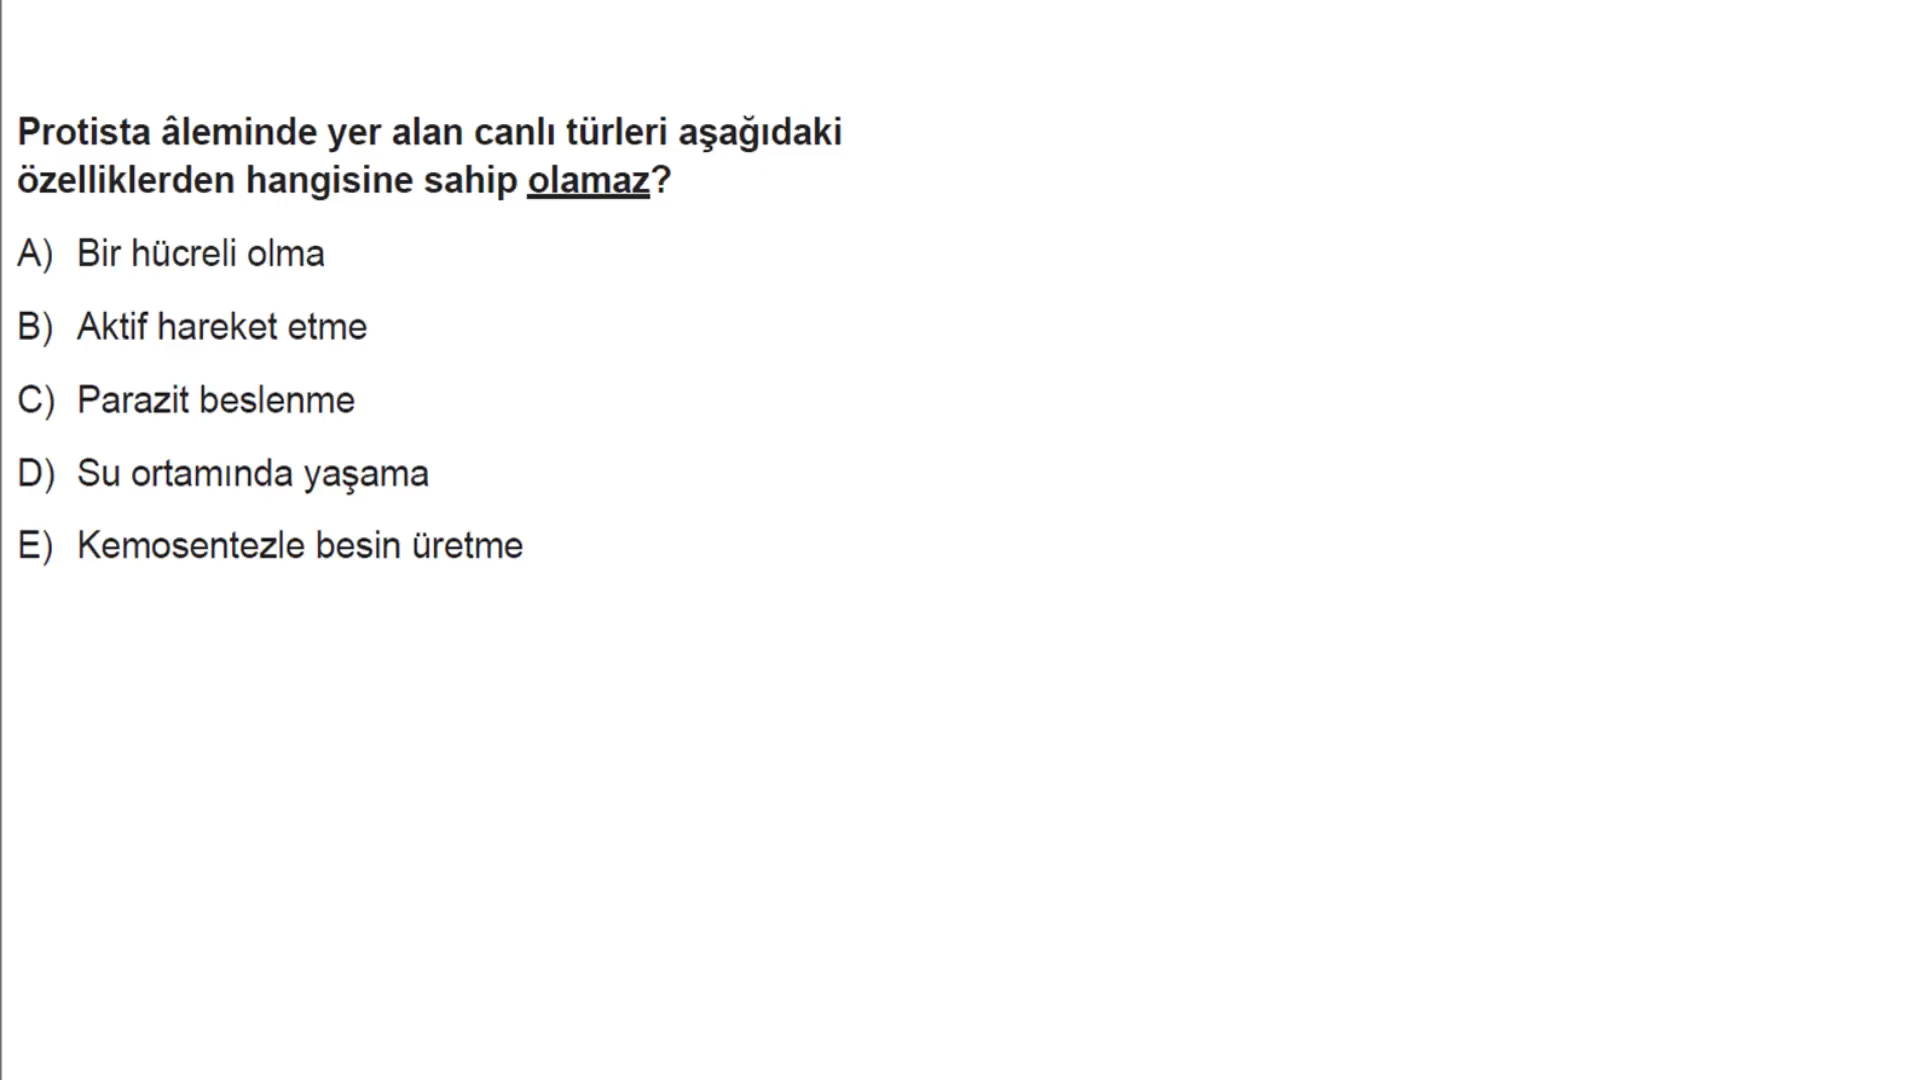 Protista âleminde yer alan canlı türleri aşağıdaki
özelliklerden hangisine sahip olamaz?
A) Bir hücreli olma
B) Aktif hareket etme
C) Parazit beslenme
D) Su ortamında yaşama
E) Kemosentezle besin üretme